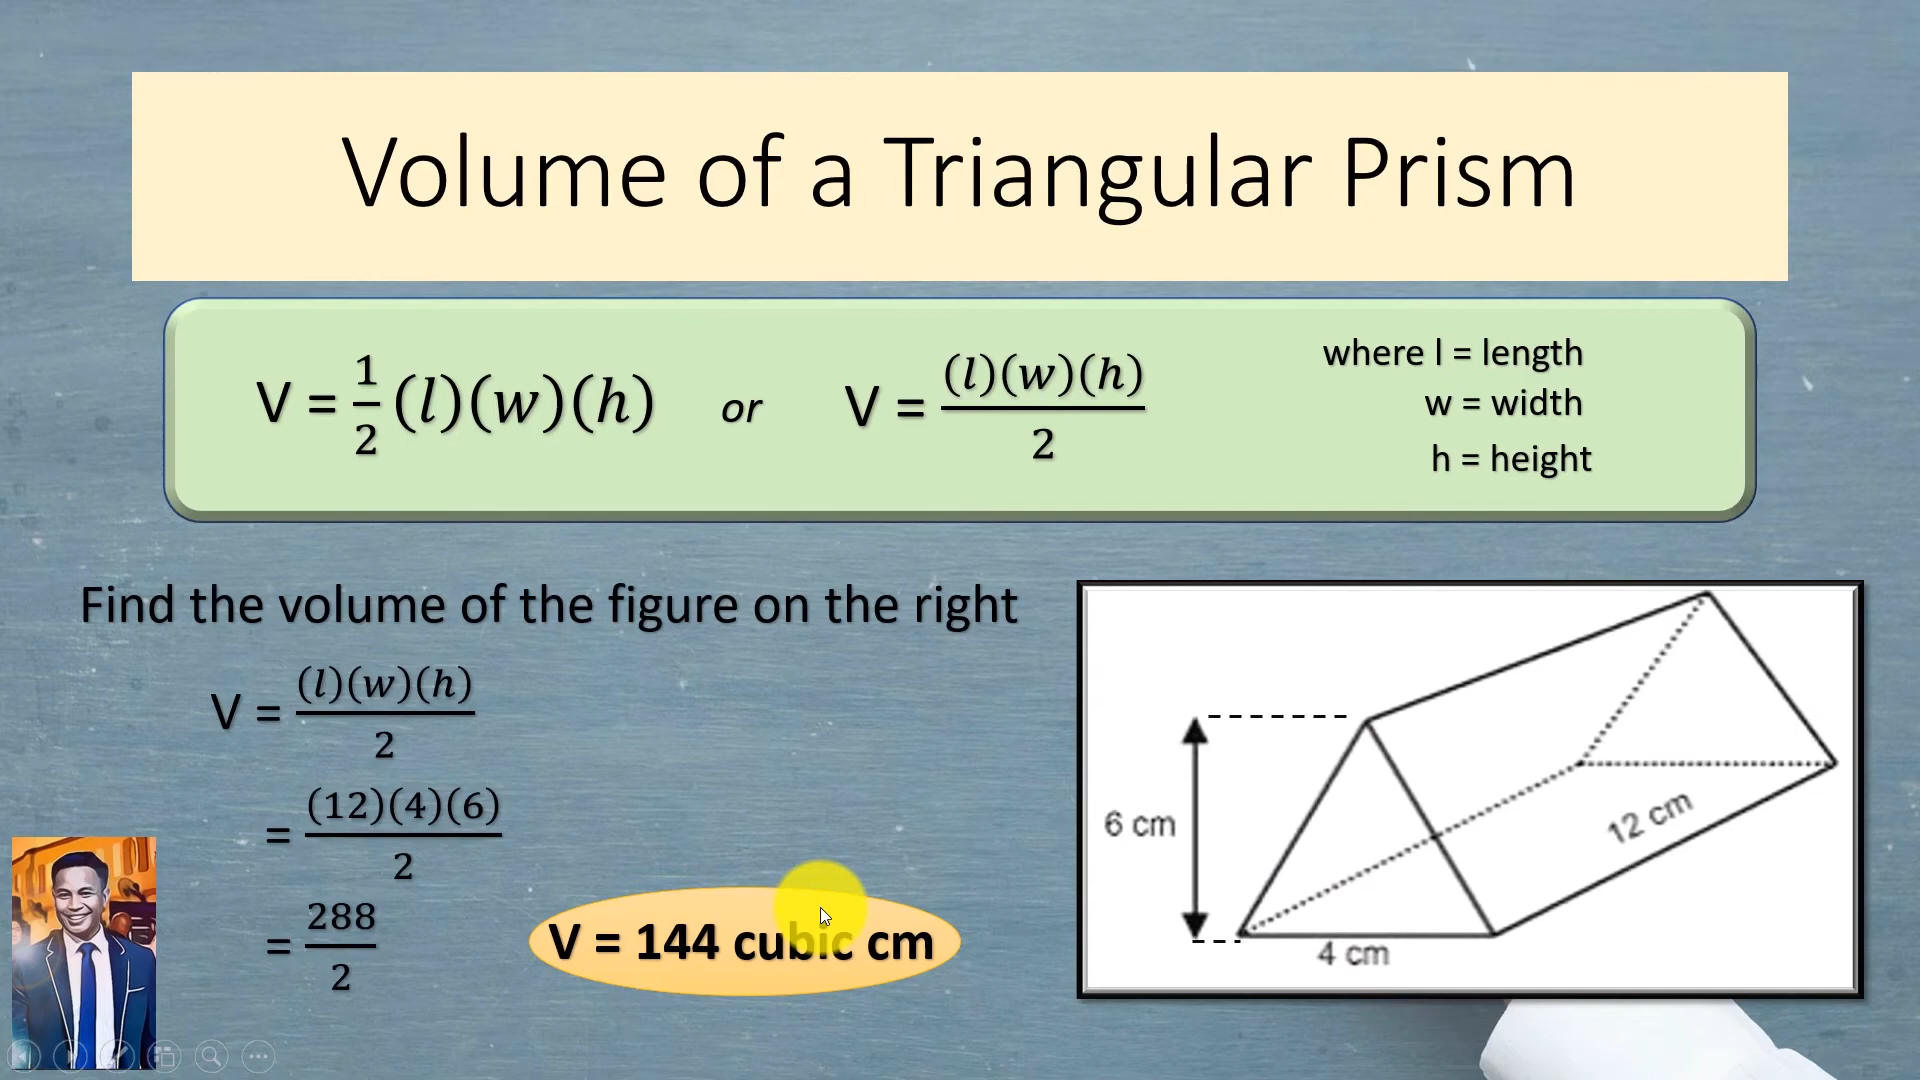 Volume of a Triangular Prism
V = 1/2 (l)(w)(h) or V = (l)(w)(h)/2
where l = length
w = width
h = height
Find the volume of the figure on the right
V = (l)(w)(h)/2
= (12)(4)(6)/2
= 288/2
V = 144 cubic cm
6 cm
12 cm
4 cm